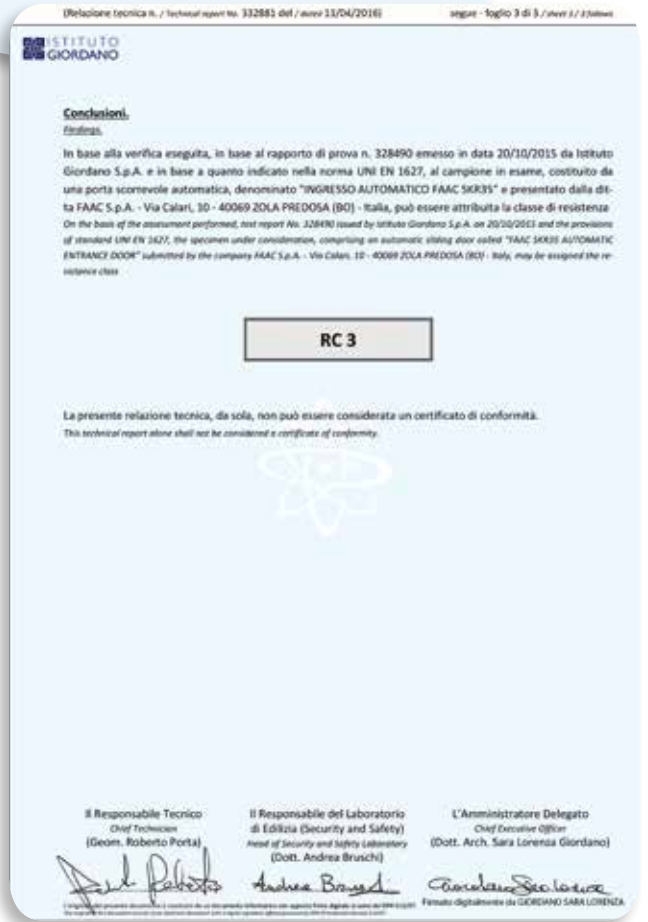 (Relazione tecnica n. / Technical report No. 332881 del / dated 13/04/2016) segue - foglio 3 di 3 / sheet 3 / 3 follows
ISTITUTO
GIORDANO
Conclusioni.
Findings.
In base alla verifica eseguita, in base al rapporto di prova n. 328490 emesso in data 20/10/2015 da Istituto
Giordano S.p.A. e in base a quanto indicato nella norma UNI EN 1627, al campione in esame, costituito da
una porta scorrevole automatica, denominato "INGRESSO AUTOMATICO FAAC SKR35" e presentato dalla dit-
ta FAAC S.p.A. - Via Calari, 10 - 40069 ZOLA PREDOSA (BO) - Italia, può essere attribuita la classe di resistenza
On the basis of the assessment performed, test report No. 328490 issued by Istituto Giordano S.p.A. on 20/10/2015 and the provisions
of standard UNI EN 1627, the specimen under consideration, comprising an automatic sliding door called "FAAC SKR35 AUTOMATIC
ENTRANCE DOOR" submitted by the company FAAC S.p.A. - Via Calari, 10 - 40069 ZOLA PREDOSA (BO) - Italy, may be assigned the re-
sistance class
RC 3
La presente relazione tecnica, da sola, non può essere considerata un certificato di conformità.
This technical report alone shall not be considered a certificate of conformity.
Il Responsabile Tecnico
Chief Technician
(Geom. Roberto Porta)
Il Responsabile del Laboratorio
di Edilizia (Security and Safety)
Head of Security and Safety Laboratory
(Dott. Andrea Bruschi)
L'Amministratore Delegato
Chief Executive Officer
(Dott. Arch. Sara Lorenza Giordano)
Firmato digitalmente da GIORDANO SARA LORENZA